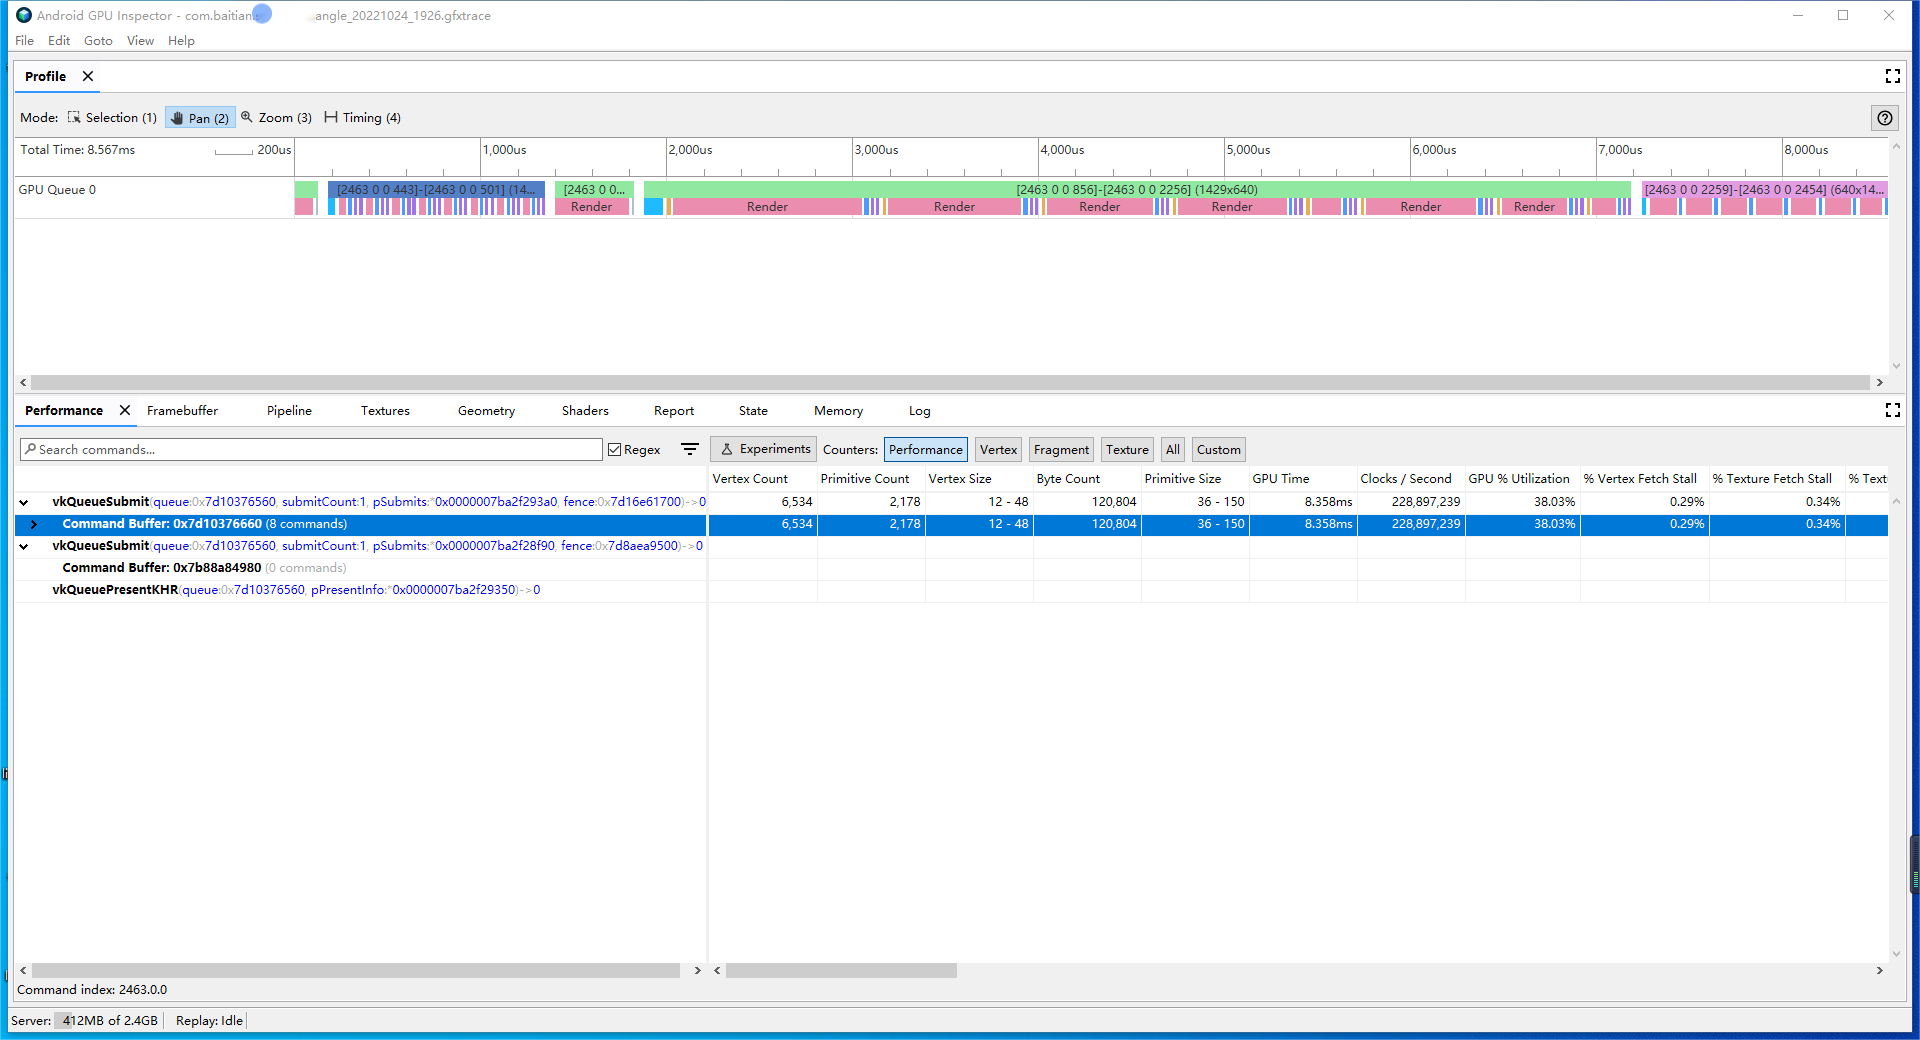 Android GPU Inspector - com.baitian. angle_20221024_1926.gfxtrace
File Edit Goto View Help
Profile
Mode: Selection (1) Pan (2) Zoom (3) Timing (4)
Total Time: 8.567ms 200us 1,000us 2,000us 3,000us 4,000us 5,000us 6,000us 7,000us 8,000us
GPU Queue 0 [2463 0 0 443]-[2463 0 0 501] (14... [2463 0 0... [2463 0 0 856]-[2463 0 0 2256] (1429x640) [2463 0 0 2259]-[2463 0 0 2454] (640x14...
Render Render Render Render Render Render Render
Performance Framebuffer Pipeline Textures Geometry Shaders Report State Memory Log
Search commands... Regex Experiments Counters: Performance Vertex Fragment Texture All Custom
Vertex Count Primitive Count Vertex Size Byte Count Primitive Size GPU Time Clocks / Second GPU % Utilization % Vertex Fetch Stall % Texture Fetch Stall % Text
vkQueueSubmit(queue:0x7d10376560, submitCount:1, pSubmits:*0x0000007ba2f293a0, fence:0x7d16e61700)->0 6,534 2,178 12 - 48 120,804 36 - 150 8.358ms 228,897,239 38.03% 0.29% 0.34%
Command Buffer: 0x7d10376660 (8 commands) 6,534 2,178 12 - 48 120,804 36 - 150 8.358ms 228,897,239 38.03% 0.29% 0.34%
vkQueueSubmit(queue:0x7d10376560, submitCount:1, pSubmits:*0x0000007ba2f28f90, fence:0x7d8aea9500)->0
Command Buffer: 0x7b88a84980 (0 commands)
vkQueuePresentKHR(queue:0x7d10376560, pPresentInfo:*0x0000007ba2f29350)->0
Command index: 2463.0.0
Server: 412MB of 2.4GB Replay: Idle